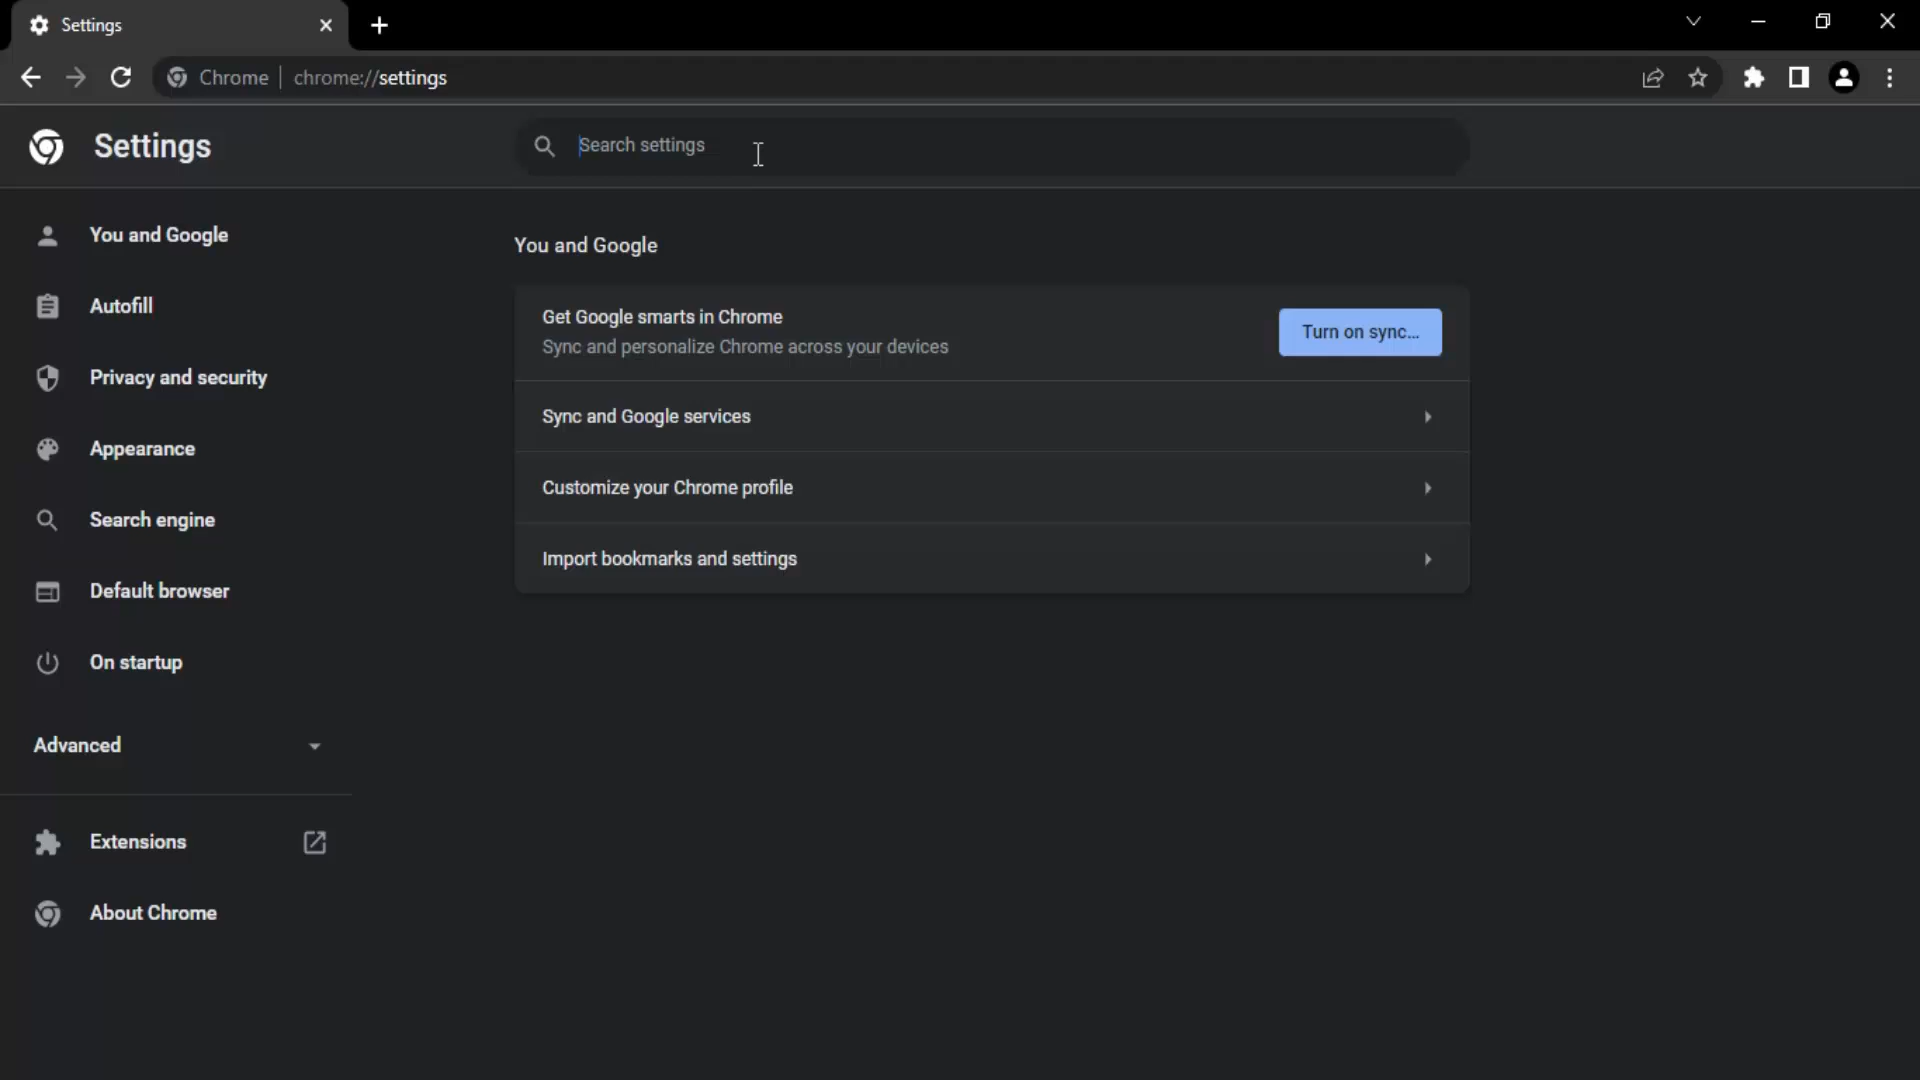 Settings
Chrome | chrome://settings
Settings
Search settings
You and Google
Autofill
Privacy and security
Appearance
Search engine
Default browser
On startup
Advanced
Extensions
About Chrome
You and Google
Get Google smarts in Chrome
Sync and personalize Chrome across your devices
Turn on sync...
Sync and Google services
Customize your Chrome profile
Import bookmarks and settings